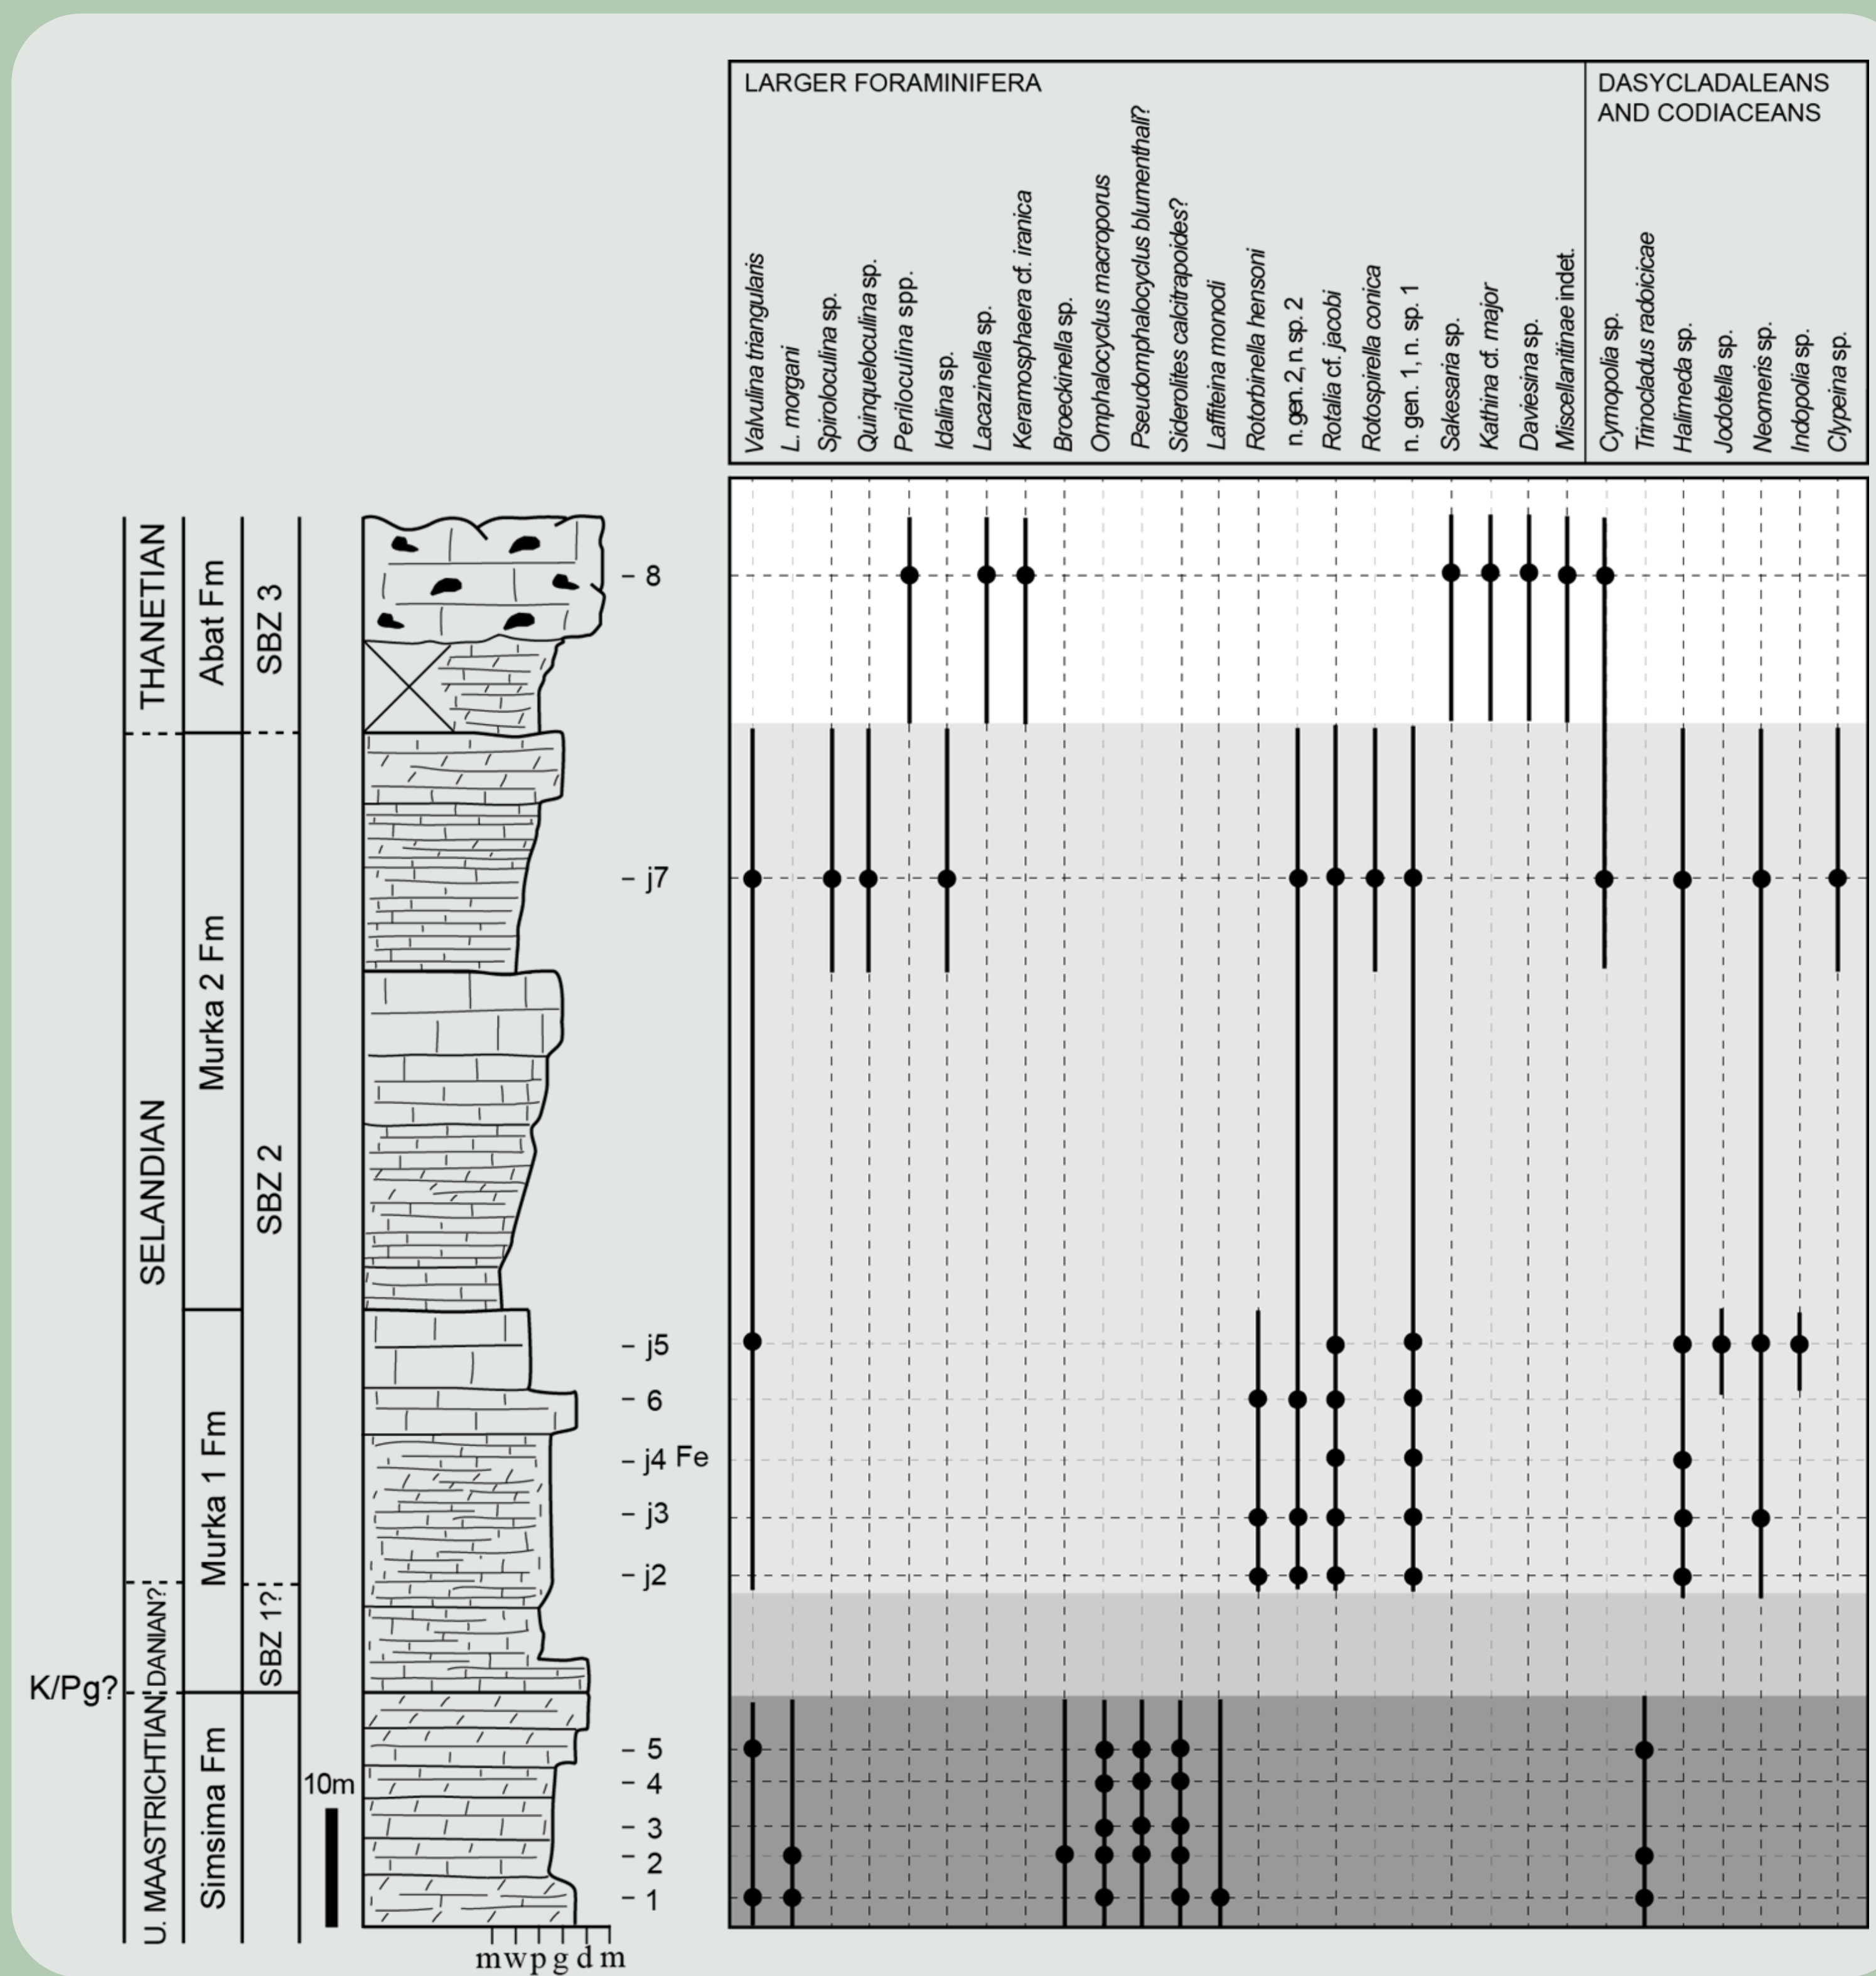 LARGER FORAMINIFERA
DASYCLADALEANS
AND CODIACEANS
Valvulina triangularis
L. morgani
Spiroloculina sp.
Quinqueloculina sp.
Periloculina spp.
Idalina sp.
Lacazinella sp.
Keramosphaera cf. iranica
Broeckinella sp.
Omphalocyclus macroporus
Pseudomphalocyclus blumenthali?
Siderolites calcitrapoides?
Laffiteina monodi
Rotorbinella hensoni
n. gen. 2, n. sp. 2
Rotalia cf. jacobi
Rotospirella conica
n. gen. 1, n. sp. 1
Sakesaria sp.
Kathina cf. major
Daviesina sp.
Miscellanitinae indet.
Cymopolia sp.
Trinocladus radoicicae
Halimeda sp.
Jodotella sp.
Neomeris sp.
Indopolia sp.
Clypeina sp.
THANETIAN
Abat Fm
SBZ 3
8
j7
SELANDIAN
Murka 2 Fm
SBZ 2
j5
6
j4 Fe
j3
j2
Murka 1 Fm
DANIAN?
SBZ 1?
K/Pg?
U. MAASTRICHTIAN
Simsima Fm
10m
5
4
3
2
1
m w p g d m